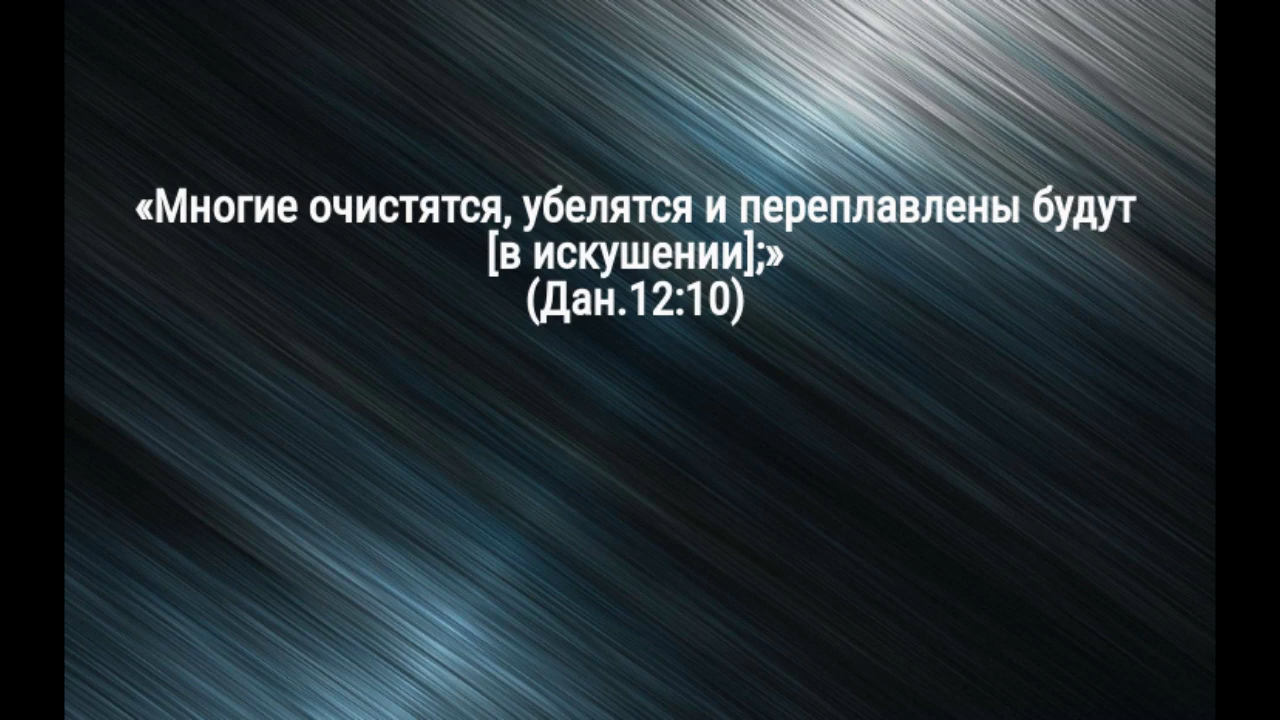 «Многие очистятся, убелятся и переплавлены будут
[в искушении];»
(Дан.12:10)